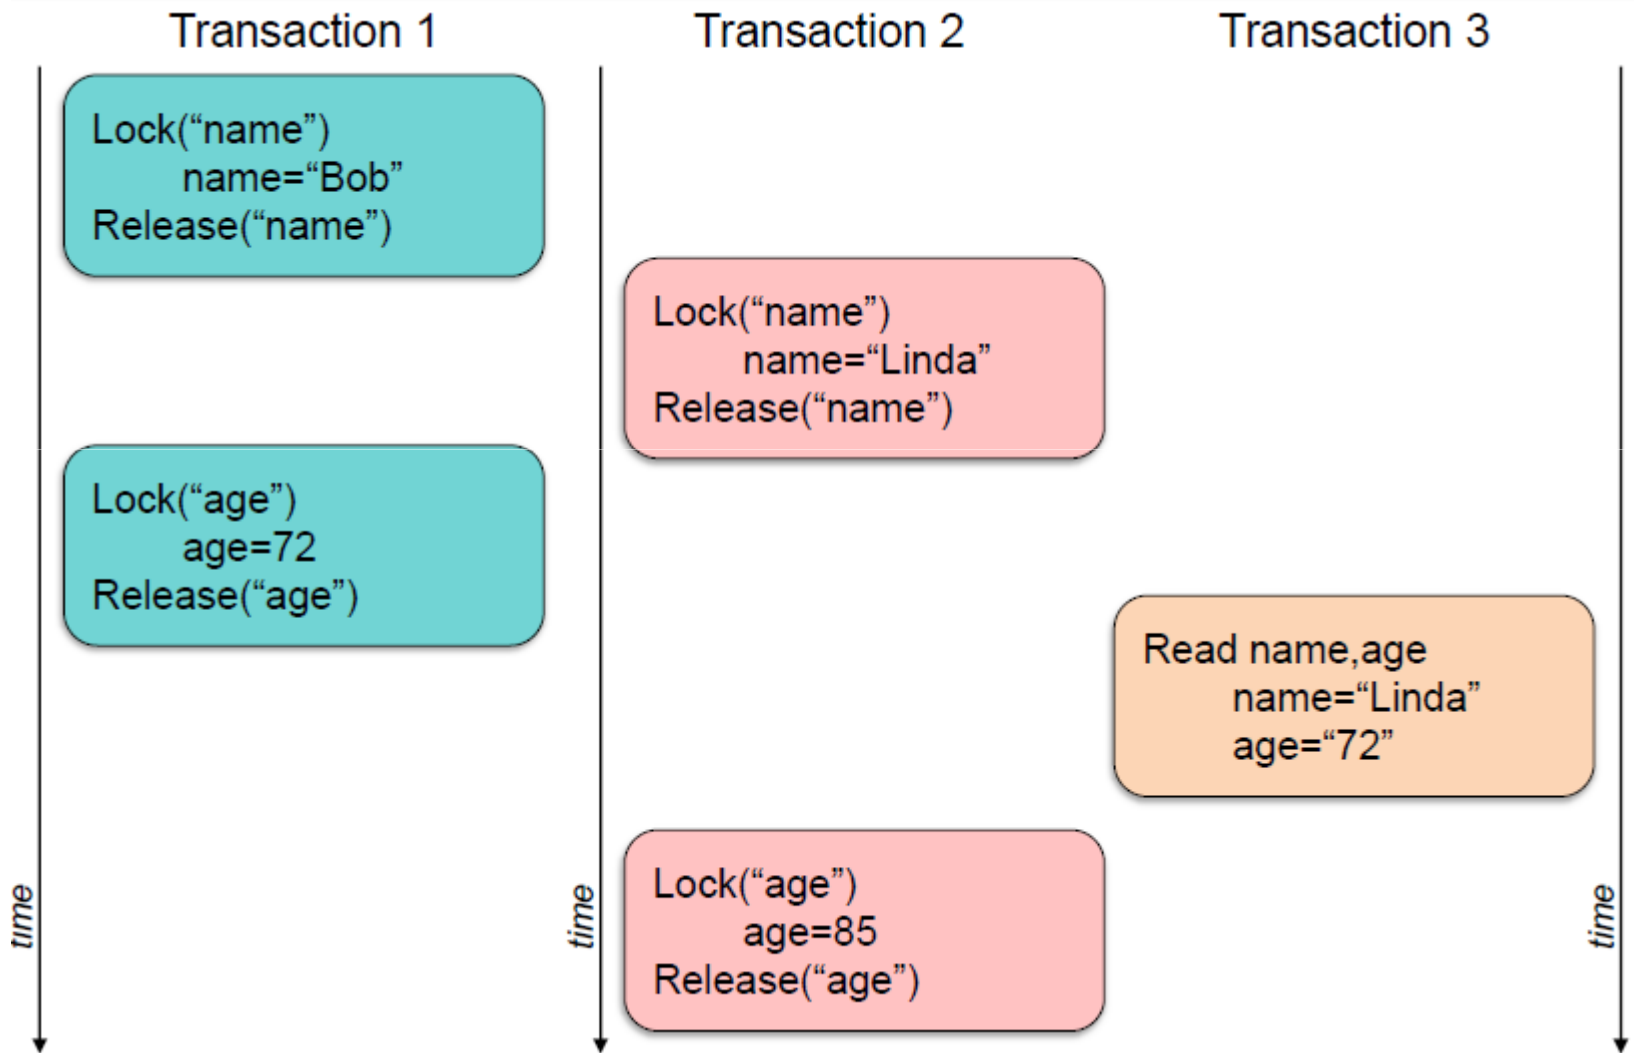 Transaction 1
Transaction 2
Transaction 3
Lock(“name”)
name=“Bob”
Release(“name”)
Lock(“name”)
name=“Linda”
Release(“name”)
Lock(“age”)
age=72
Release(“age”)
Read name,age
name=“Linda”
age=“72”
Lock(“age”)
age=85
Release(“age”)
time
time
time